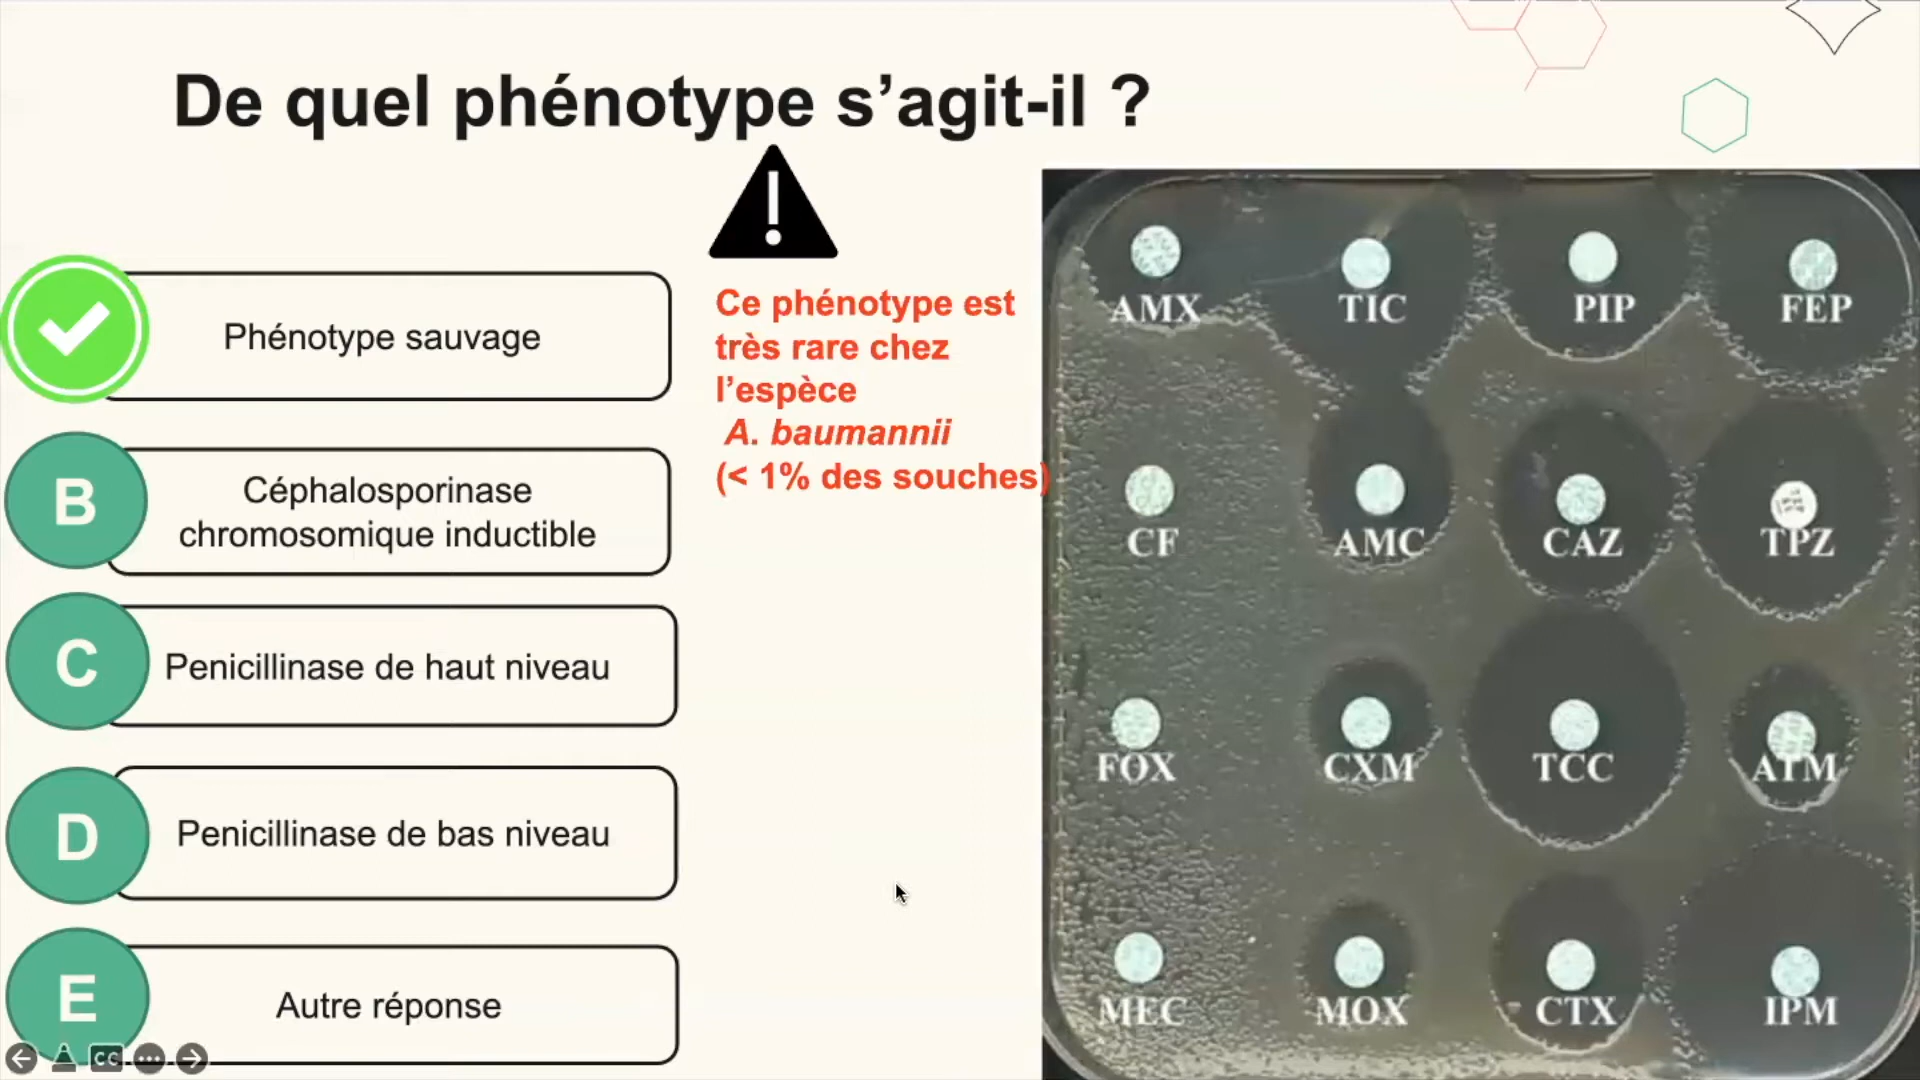 De quel phénotype s’agit-il ?
Phénotype sauvage
B
Céphalosporinase
chromosomique inductible
C
Penicillinase de haut niveau
D
Penicillinase de bas niveau
E
Autre réponse
Ce phénotype est
très rare chez
l’espèce
A. baumannii
(< 1% des souches)
AMX TIC PIP FEP
CF AMC CAZ TPZ
FOX CXM TCC ATM
MEC MOX CTX IPM
CC